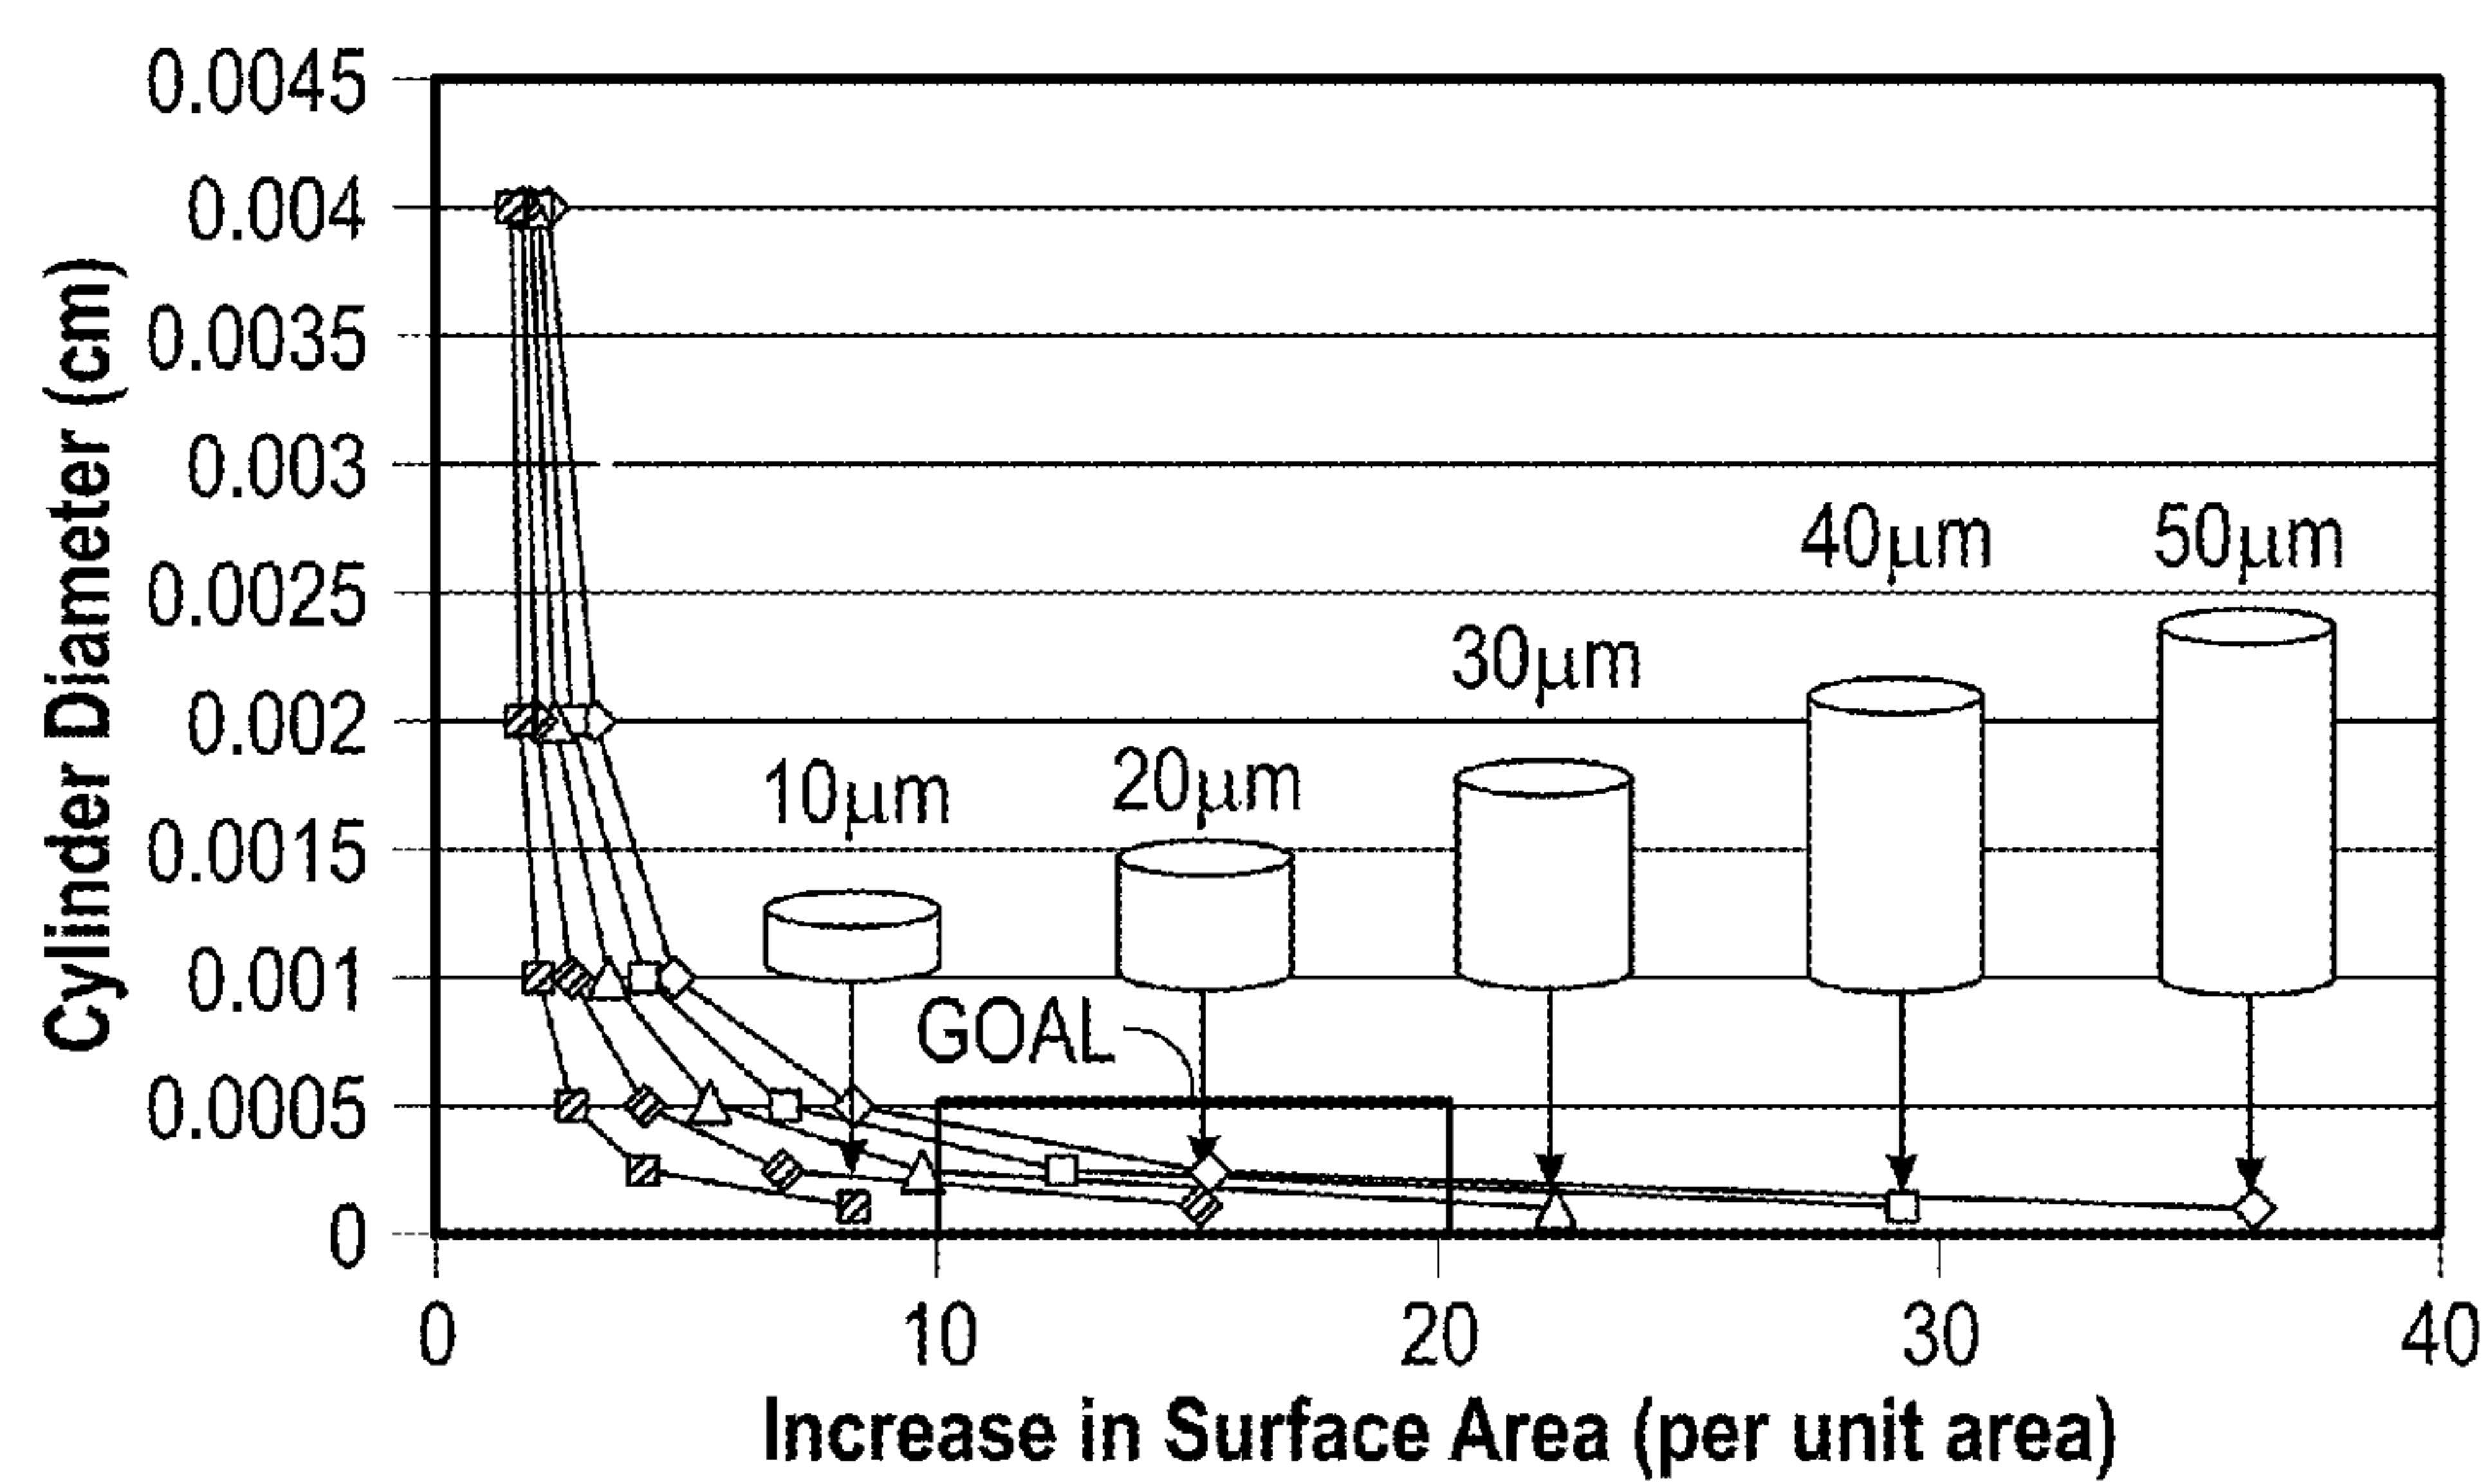 0.0045
0.004
0.0035
0.003
0.0025
0.002
0.0015
0.001
0.0005
0
Cylinder Diameter (cm)
10μm
20μm
30μm
40μm
50μm
GOAL
0 10 20 30 40
Increase in Surface Area (per unit area)